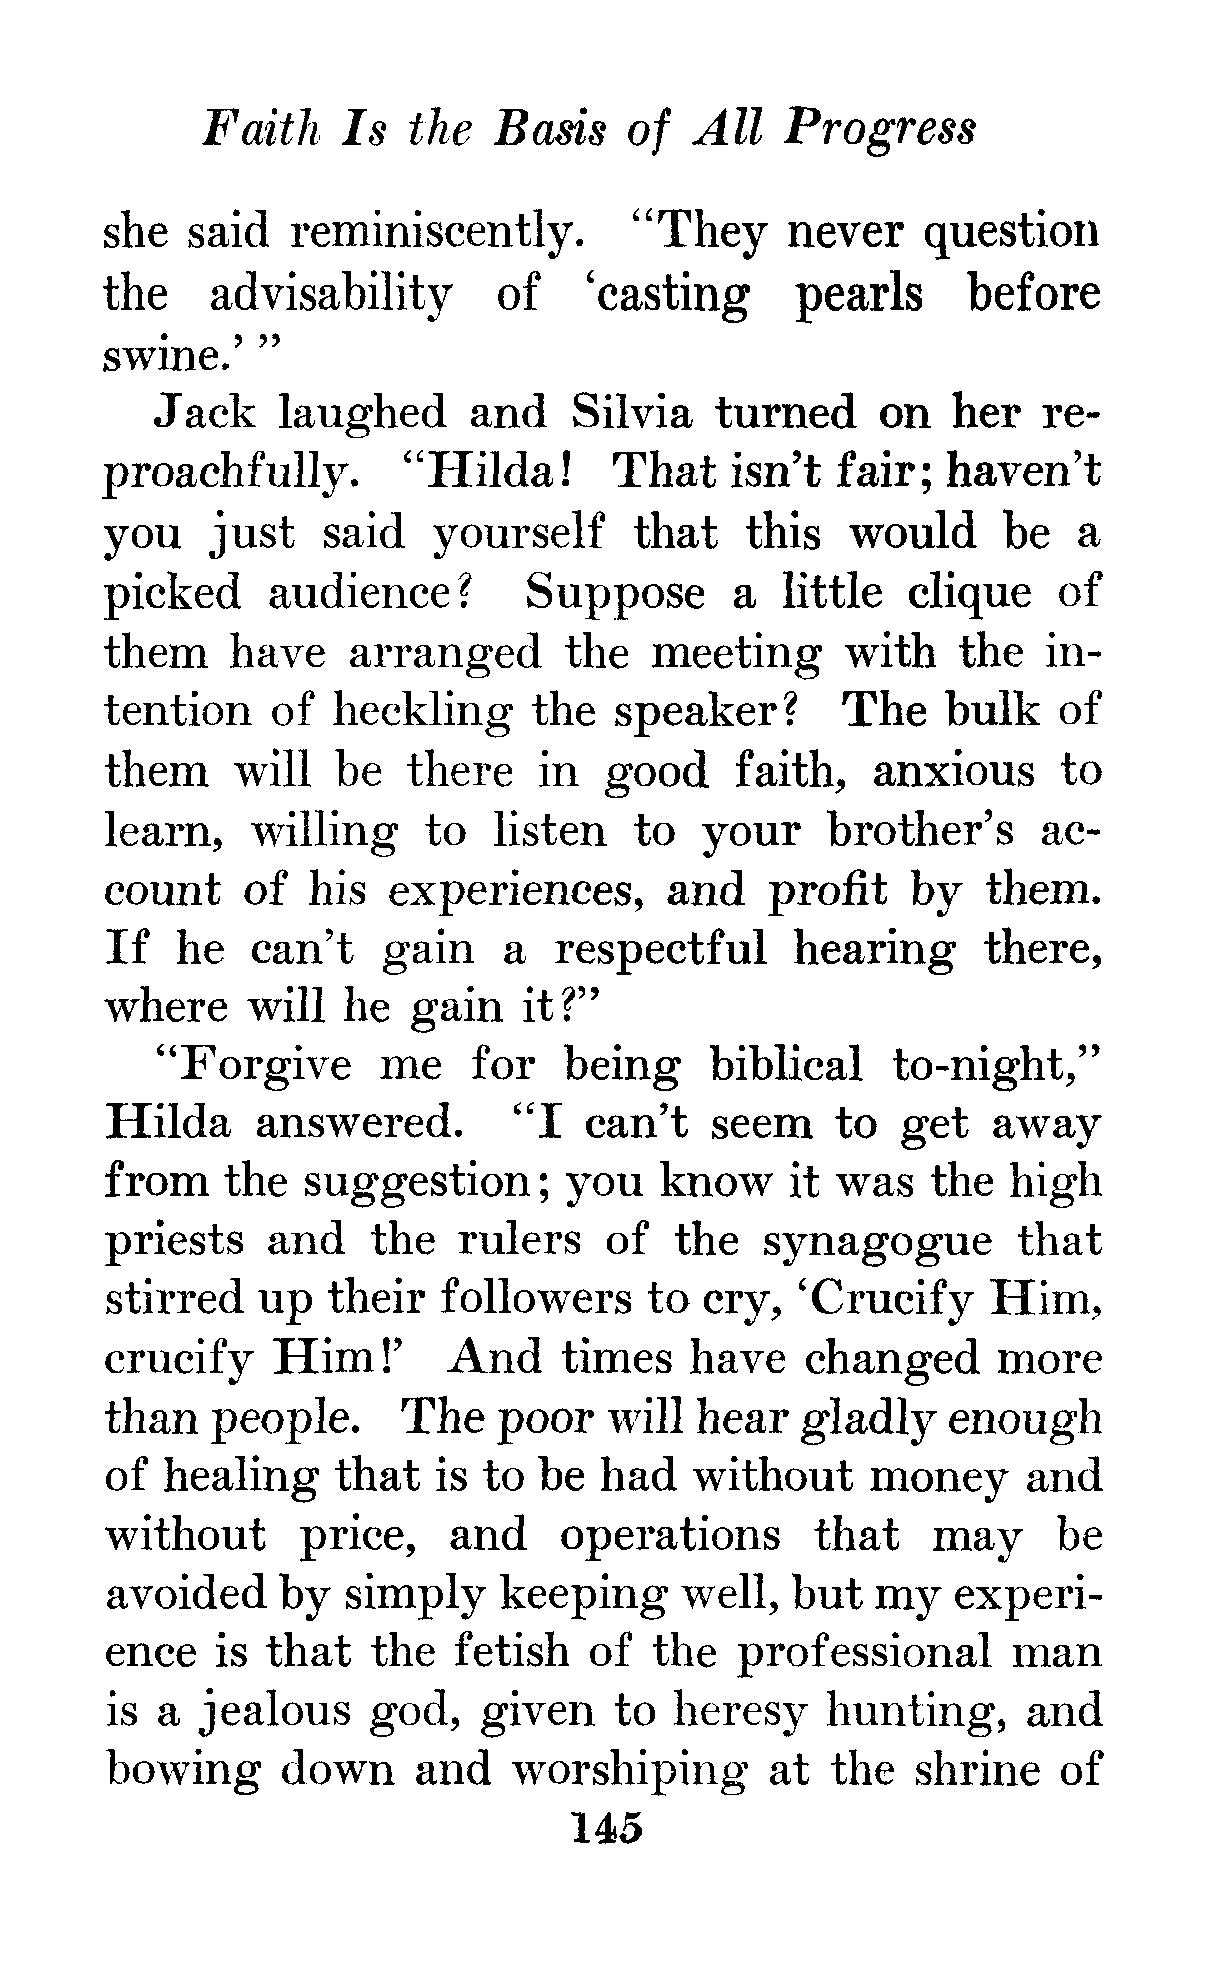 Faith Is the Basis of All Progress
she said reminiscently. “They never question
the advisability of ‘casting pearls before
swine.’ ”
Jack laughed and Silvia turned on her re-
proachfully. “Hilda! That isn’t fair; haven’t
you just said yourself that this would be a
picked audience? Suppose a little clique of
them have arranged the meeting with the in-
tention of heckling the speaker? The bulk of
them will be there in good faith, anxious to
learn, willing to listen to your brother’s ac-
count of his experiences, and profit by them.
If he can’t gain a respectful hearing there,
where will he gain it?”
“Forgive me for being biblical to-night,”
Hilda answered. “I can’t seem to get away
from the suggestion; you know it was the high
priests and the rulers of the synagogue that
stirred up their followers to cry, ‘Crucify Him,
crucify Him!’ And times have changed more
than people. The poor will hear gladly enough
of healing that is to be had without money and
without price, and operations that may be
avoided by simply keeping well, but my experi-
ence is that the fetish of the professional man
is a jealous god, given to heresy hunting, and
bowing down and worshiping at the shrine of
145